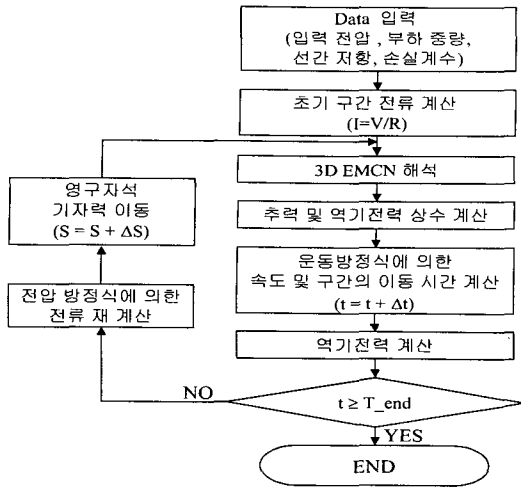 Data 입력
(입력 전압 , 부하 중량,
선간 저항, 손실계수)
초기 구간 전류 계산
(I=V/R)
3D EMCN 해석
추력 및 역기전력 상수 계산
운동방정식에 의한
속도 및 구간의 이동 시간 계산
(t = t + Δt)
역기전력 계산
t ≥ T_end
NO
YES
END
전압 방정식에 의한
전류 재 계산
영구자석
기자력 이동
(S = S + ΔS)